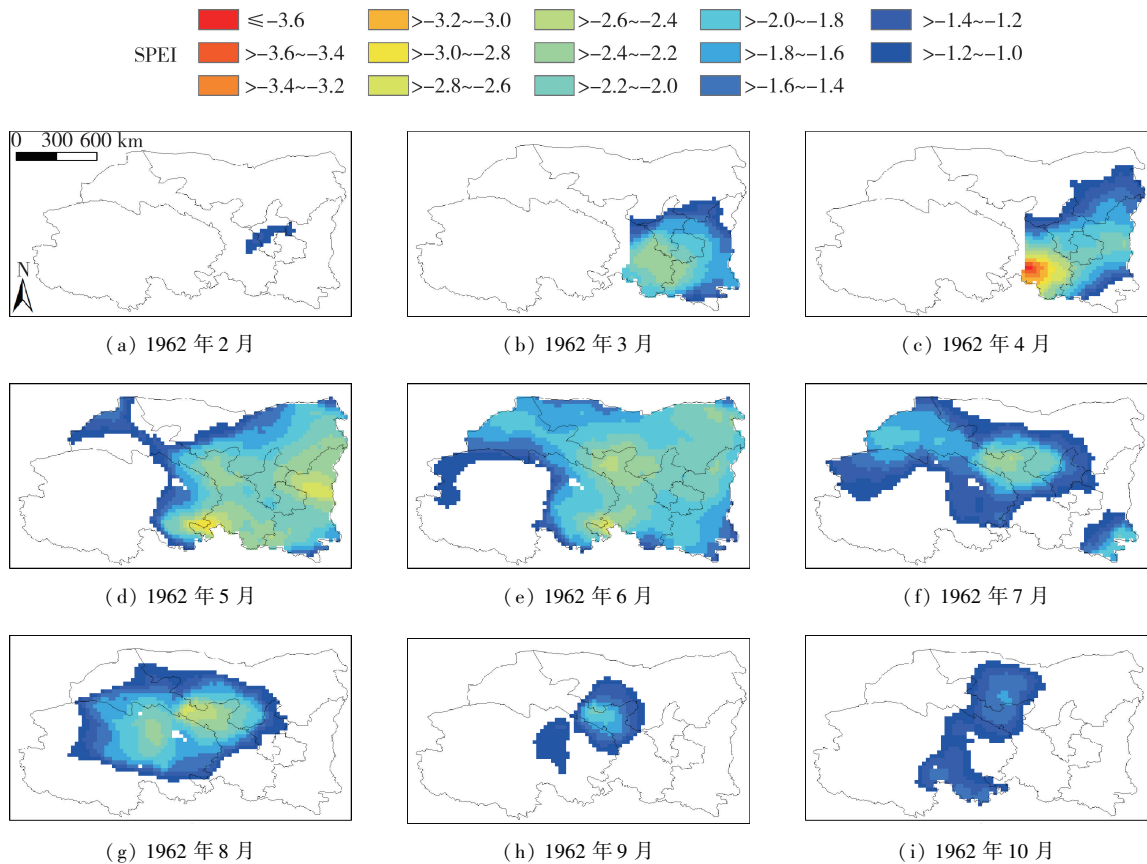 ≤-3.6 >-3.2~-3.0 >-2.6~-2.4 >-2.0~-1.8 >-1.4~-1.2
SPEI >-3.6~-3.4 >-3.0~-2.8 >-2.4~-2.2 >-1.8~-1.6 >-1.2~-1.0
>-3.4~-3.2 >-2.8~-2.6 >-2.2~-2.0 >-1.6~-1.4
0 300 600 km
N
(a) 1962 年 2 月 (b) 1962 年 3 月 (c) 1962 年 4 月
(d) 1962 年 5 月 (e) 1962 年 6 月 (f) 1962 年 7 月
(g) 1962 年 8 月 (h) 1962 年 9 月 (i) 1962 年 10 月